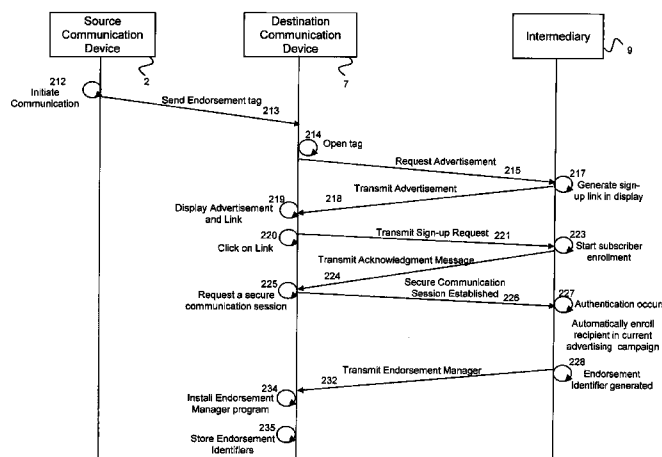 Source
Communication
Device
2
Destination
Communication
Device
7
Intermediary
9
212
Initiate
Communication
Send Endorsement tag
213
214
Open tag
Request Advertisement
215
217
Generate sign-
up link in display
Transmit Advertisement
218
219
Display Advertisement
and Link
220
Click on Link
Transmit Sign-up Request
221
223
Start subscriber
enrollment
Transmit Acknowledgment Message
224
225
Request a secure
communication session
Secure Communication
Session Established
226
227
Authentication occurs
Automatically enroll
recipient in current
advertising campaign
228
Endorsement
Identifier generated
Transmit Endorsement Manager
232
234
Install Endorsement
Manager program
235
Store Endorsement
Identifiers